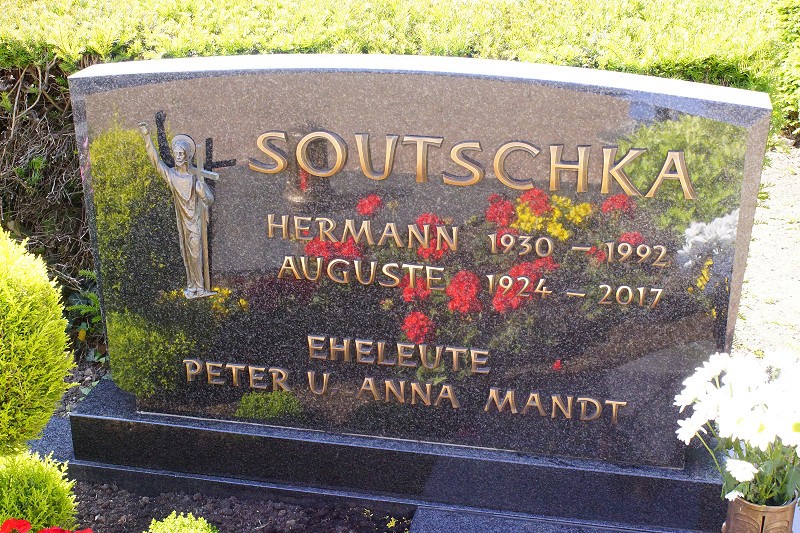 SOUTSCHKA
HERMANN 1930 – 1992
AUGUSTE 1924 – 2017
EHELEUTE
PETER U ANNA MANDT